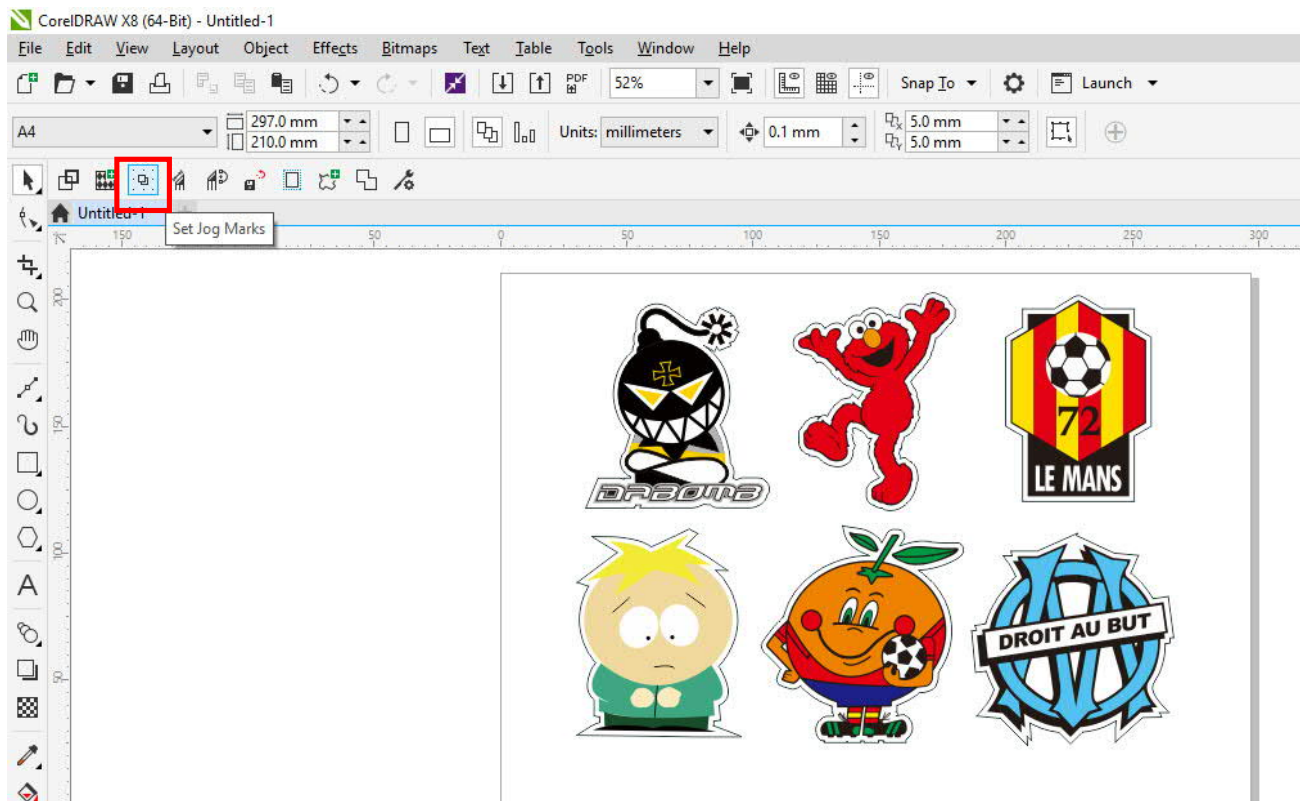 CorelDRAW X8 (64-Bit) - Untitled-1
File Edit View Layout Object Effects Bitmaps Text Table Tools Window Help
PDF 52% Snap To Launch
A4 297.0 mm 210.0 mm Units: millimeters 0.1 mm 5.0 mm 5.0 mm
Untitled-1
Set Jog Marks
150 50 0 50 100 150 200 250 300
200
150
100
50
DABOMB
72
LE MANS
DROIT AU BUT